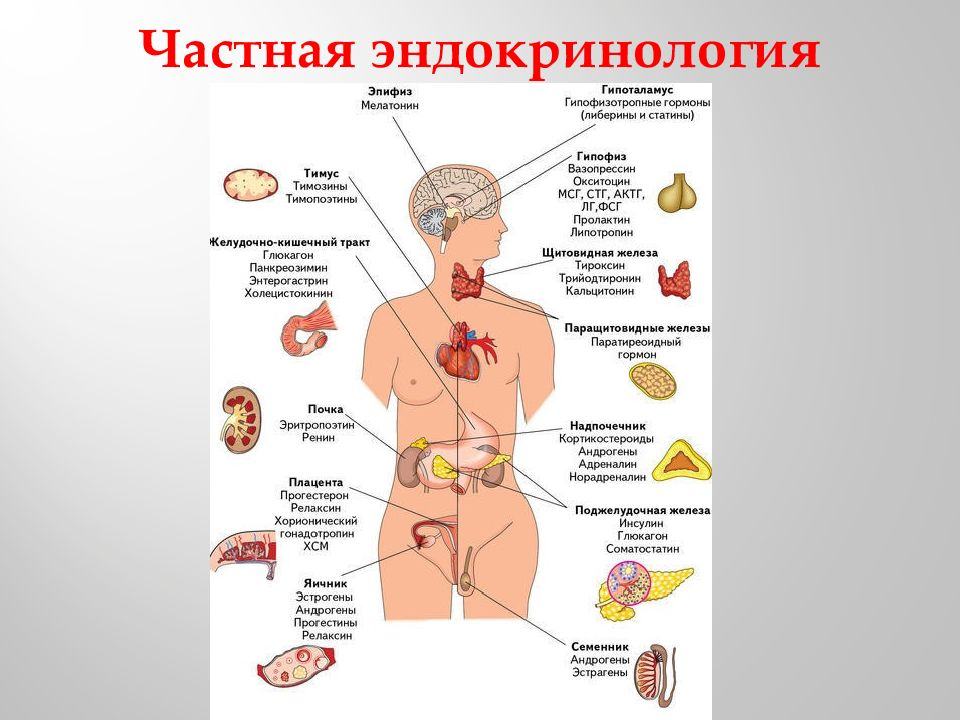 Частная эндокринология
Эпифиз
Мелатонин
Гипоталамус
Гипофизотропные гормоны
(либерины и статины)
Тимус
Тимозины
Тимопоэтины
Гипофиз
Вазопрессин
Окситоцин
МСГ, СТГ, АКТГ,
ЛГ,ФСГ
Пролактин
Липотропин
Желудочно-кишечный тракт
Глюкагон
Панкреозимин
Энтерогастрин
Холецистокинин
Щитовидная железа
Тироксин
Трийодтиронин
Кальцитонин
Паращитовидные железы
Паратиреоидный
гормон
Почка
Эритропоэтин
Ренин
Надпочечник
Кортикостероиды
Андрогены
Адреналин
Норадреналин
Плацента
Прогестерон
Релаксин
Хорионический
гонадотропин
ХСМ
Поджелудочная железа
Инсулин
Глюкагон
Соматостатин
Яичник
Эстрогены
Андрогены
Прогестины
Релаксин
Семенник
Андрогены
Эстрагены